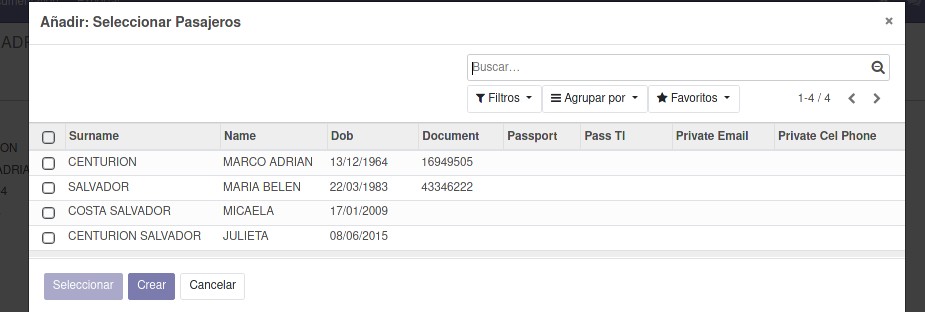 Añadir: Seleccionar Pasajeros ×
Buscar...
Filtros Agrupar por Favoritos 1-4 / 4
Surname Name Dob Document Passport Pass TI Private Email Private Cel Phone
CENTURION MARCO ADRIAN 13/12/1964 16949505
SALVADOR MARIA BELEN 22/03/1983 43346222
COSTA SALVADOR MICAELA 17/01/2009
CENTURION SALVADOR JULIETA 08/06/2015
Seleccionar Crear Cancelar
ADR
ON
ADRIA
4